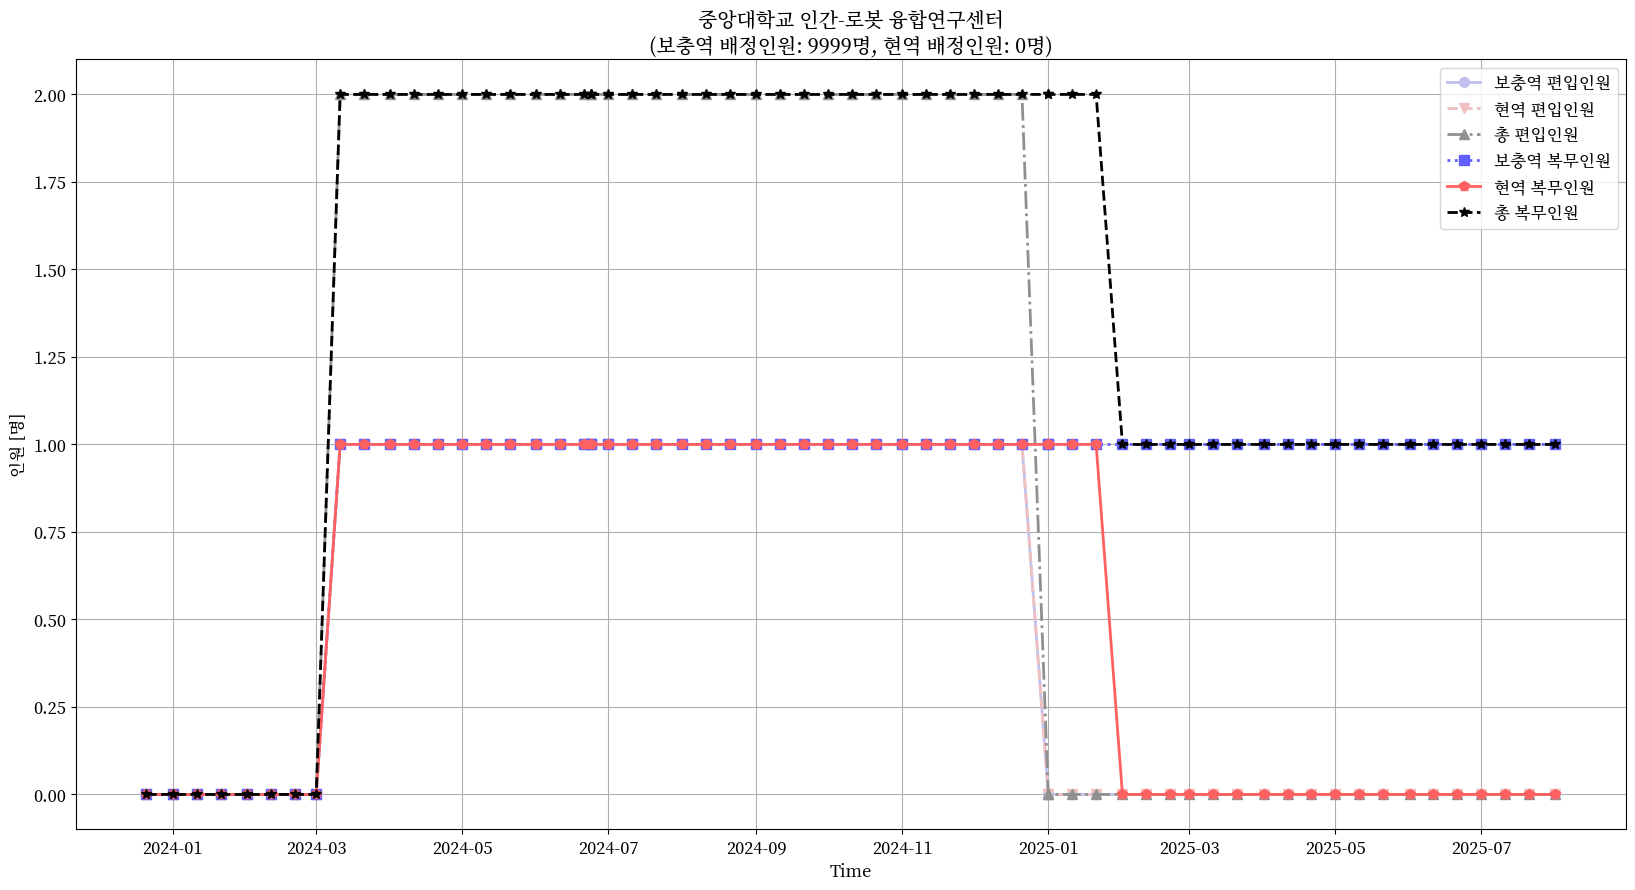 중앙대학교 인간-로봇 융합연구센터
(보충역 배정인원: 9999명, 현역 배정인원: 0명)
보충역 편입인원
현역 편입인원
총 편입인원
보충역 복무인원
현역 복무인원
총 복무인원
인원 [명]
2.00
1.75
1.50
1.25
1.00
0.75
0.50
0.25
0.00
2024-01 2024-03 2024-05 2024-07 2024-09 2024-11 2025-01 2025-03 2025-05 2025-07
Time